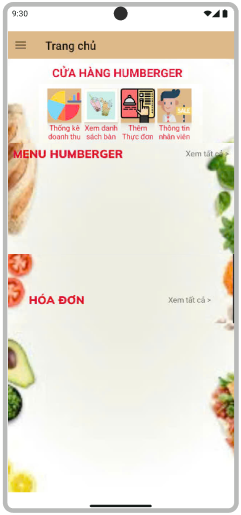 9:30
Trang chủ
CỬA HÀNG HUMBERGER
Thống kê
doanh thu
Xem danh
sách bàn
Thêm
Thực đơn
Thông tin
nhân viên
MENU HUMBERGER
Xem tất cả >
HÓA ĐƠN
Xem tất cả >